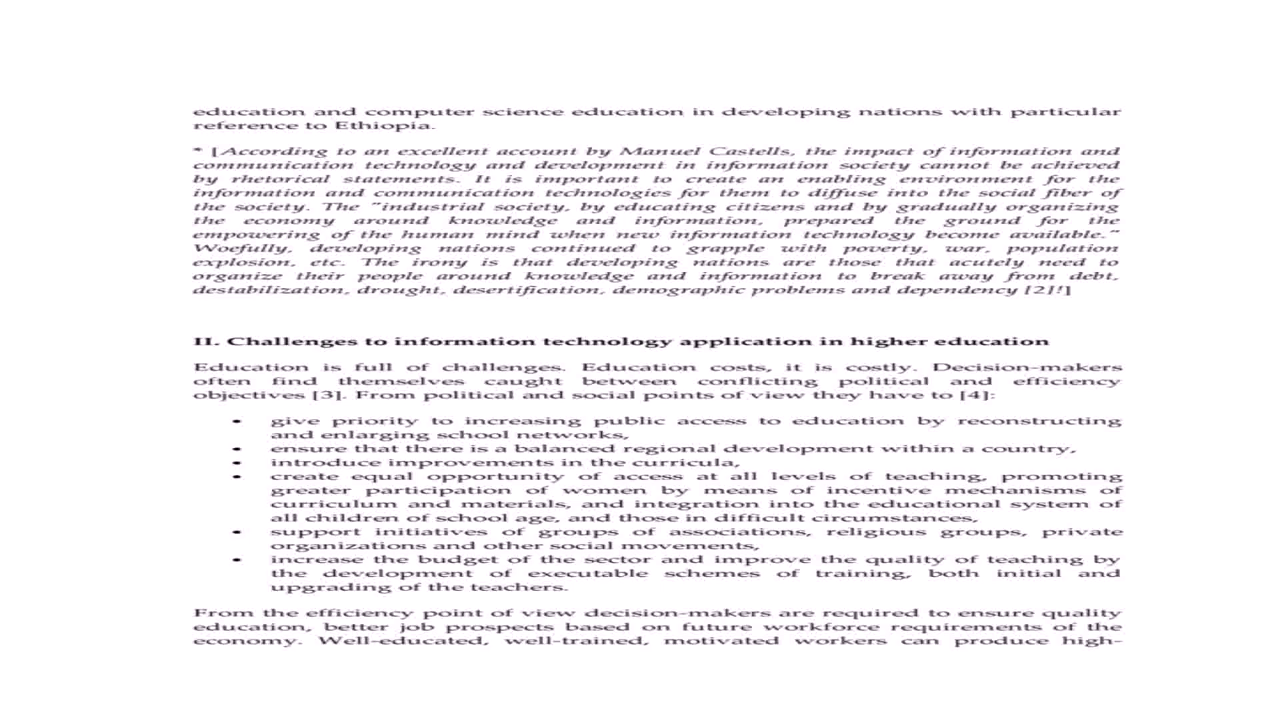 education and computer science education in developing nations with particular
reference to Ethiopia.
* [According to an excellent account by Manuel Castells, the impact of information and
communication technology and development in information society cannot be achieved
by rhetorical statements. It is important to create an enabling environment for the
information and communication technologies for them to diffuse into the social fiber of
the society. The "industrial society, by educating citizens and by gradually organizing
the economy around knowledge and information, prepared the ground for the
empowering of the human mind when new information technology become available."
Woefully, developing nations continued to grapple with poverty, war, population
explosion, etc. The irony is that developing nations are those that acutely need to
organize their people around knowledge and information to break away from debt,
destabilization, drought, desertification, demographic problems and dependency [2]!]
II. Challenges to information technology application in higher education
Education is full of challenges. Education costs, it is costly. Decision-makers
often find themselves caught between conflicting political and efficiency
objectives [3]. From political and social points of view they have to [4]:
• give priority to increasing public access to education by reconstructing
and enlarging school networks,
• ensure that there is a balanced regional development within a country,
• introduce improvements in the curricula,
• create equal opportunity of access at all levels of teaching, promoting
greater participation of women by means of incentive mechanisms of
curriculum and materials, and integration into the educational system of
all children of school age, and those in difficult circumstances,
• support initiatives of groups of associations, religious groups, private
organizations and other social movements,
• increase the budget of the sector and improve the quality of teaching by
the development of executable schemes of training, both initial and
upgrading of the teachers.
From the efficiency point of view decision-makers are required to ensure quality
education, better job prospects based on future workforce requirements of the
economy. Well-educated, well-trained, motivated workers can produce high-